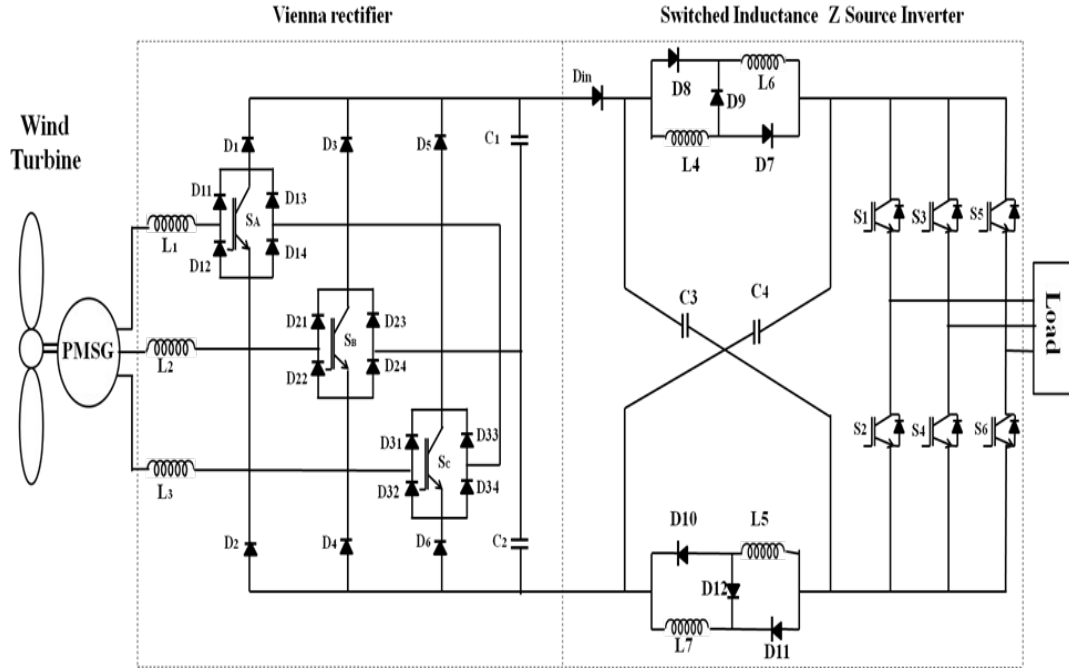 Vienna rectifier
Switched Inductance Z Source Inverter
Wind
Turbine
PMSG
L1
L2
L3
D1
D3
D5
D11
D13
SA
D12
D14
D21
D23
SB
D22
D24
D31
D33
SC
D32
D34
D2
D4
D6
C1
C2
Din
D8
D9
L6
L4
D7
C3
C4
D10
L5
D12
L7
D11
S1
S3
S5
S2
S4
S6
Load